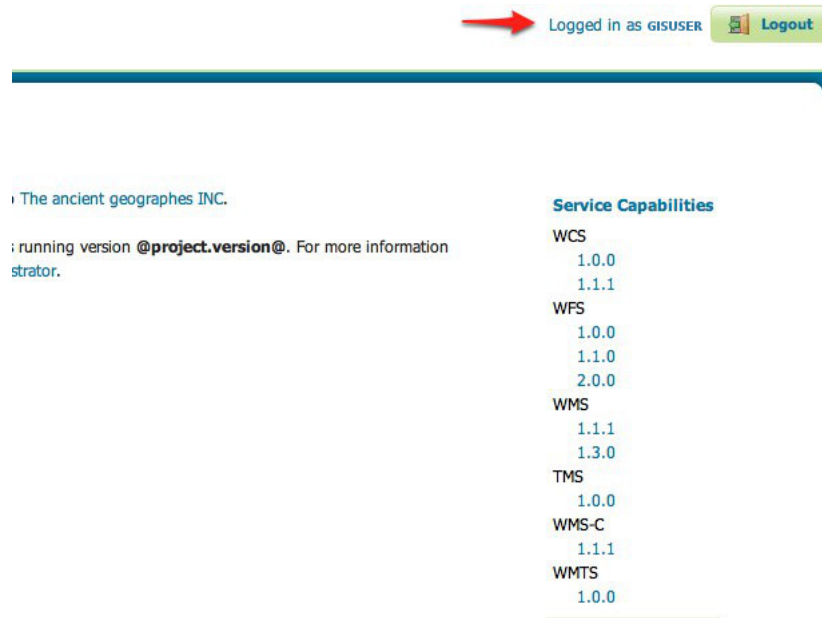 Logged in as GISUSER Logout
The ancient geographes INC.
Service Capabilities
running version @project.version@. For more information
strator.
WCS
1.0.0
1.1.1
WFS
1.0.0
1.1.0
2.0.0
WMS
1.1.1
1.3.0
TMS
1.0.0
WMS-C
1.1.1
WMTS
1.0.0